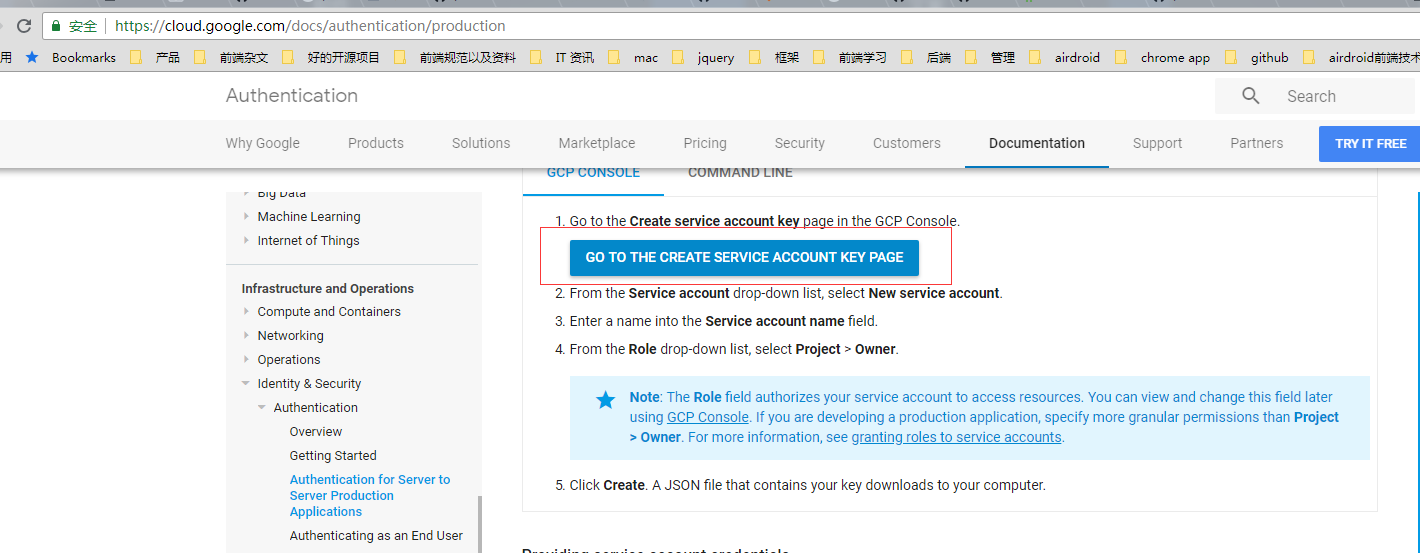 安全 https://cloud.google.com/docs/authentication/production
用 Bookmarks 产品 前端杂文 好的开源项目 前端规范以及资料 IT 资讯 mac jquery 框架 前端学习 后端 管理 airdroid chrome app github airdroid前端技术
Authentication Search
Why Google Products Solutions Marketplace Pricing Security Customers Documentation Support Partners TRY IT FREE
GCP CONSOLE COMMAND LINE
Big Data
Machine Learning
Internet of Things
Infrastructure and Operations
Compute and Containers
Networking
Operations
Identity & Security
Authentication
Overview
Getting Started
Authentication for Server to
Server Production
Applications
Authenticating as an End User
1. Go to the Create service account key page in the GCP Console.
GO TO THE CREATE SERVICE ACCOUNT KEY PAGE
2. From the Service account drop-down list, select New service account.
3. Enter a name into the Service account name field.
4. From the Role drop-down list, select Project > Owner.
Note: The Role field authorizes your service account to access resources. You can view and change this field later
using GCP Console. If you are developing a production application, specify more granular permissions than Project
> Owner. For more information, see granting roles to service accounts.
5. Click Create. A JSON file that contains your key downloads to your computer.
Providing service account credentials